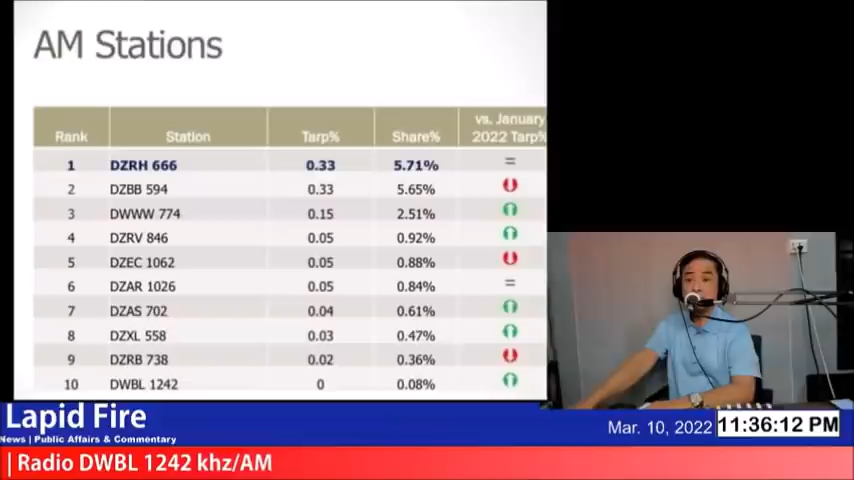 AM Stations
Rank Station Tarp% Share% vs. January 2022 Tarp%
1 DZRH 666 0.33 5.71% =
2 DZBB 594 0.33 5.65%
3 DWWW 774 0.15 2.51%
4 DZRV 846 0.05 0.92%
5 DZEC 1062 0.05 0.88%
6 DZAR 1026 0.05 0.84% =
7 DZAS 702 0.04 0.61%
8 DZXL 558 0.03 0.47%
9 DZRB 738 0.02 0.36%
10 DWBL 1242 0 0.08%
Lapid Fire
News | Public Affairs & Commentary
Mar. 10, 2022 11:36:12 PM
| Radio DWBL 1242 khz/AM